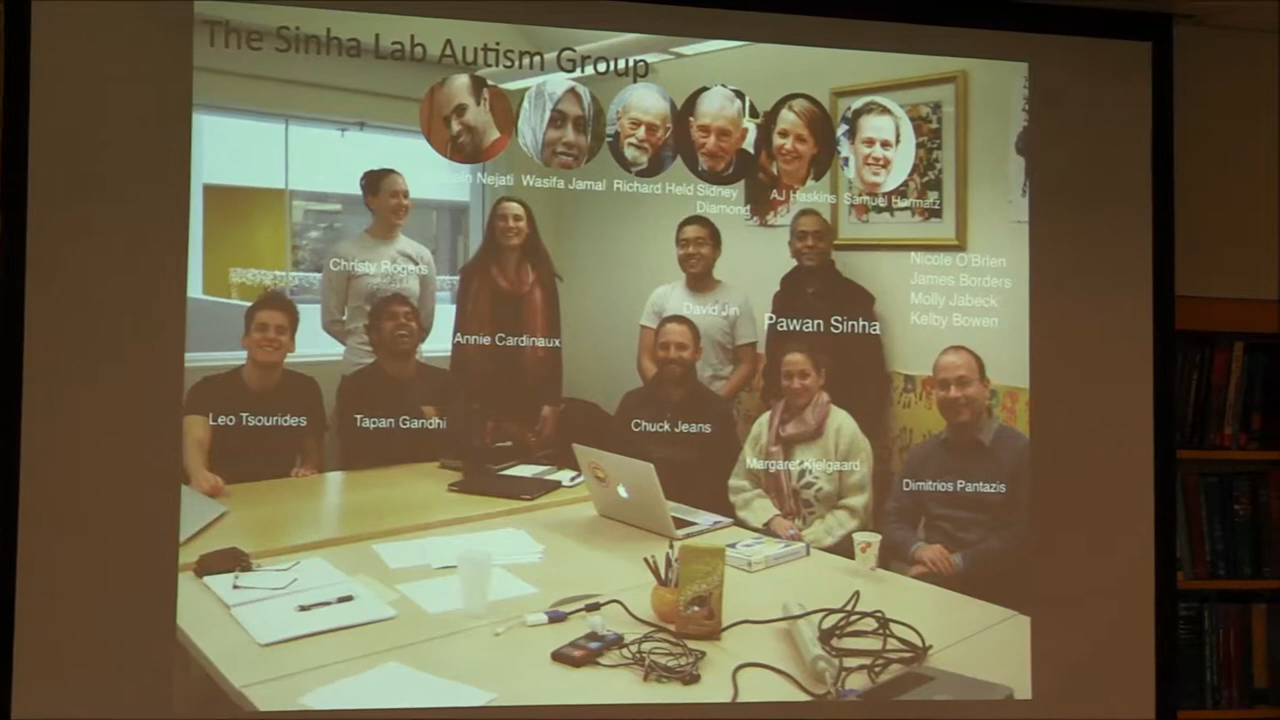 The Sinha Lab Autism Group
Nejati
Wasifa Jamal
Richard Held
Sidney
Diamond
AJ Haskins
Samuel Harmatz
Christy Rogers
Annie Cardinaux
David Jin
Pawan Sinha
Nicole O'Brien
James Borders
Molly Jabeck
Kelby Bowen
Leo Tsourides
Tapan Gandhi
Chuck Jeans
Margaret Kjelgaard
Dimitrios Pantazis